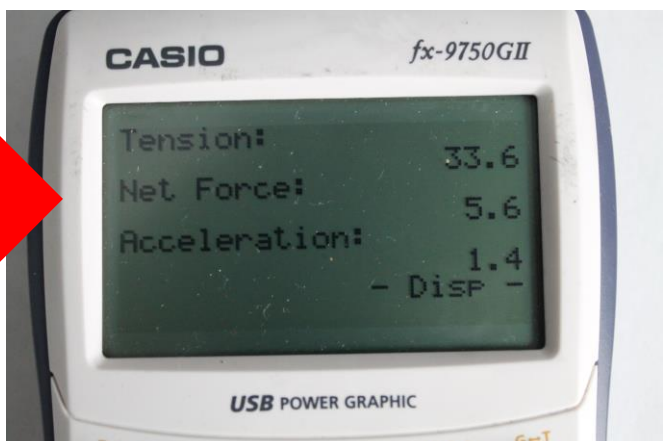 CASIO fx-9750GII
Tension:
33.6
Net Force:
5.6
Acceleration:
1.4
- Disp -
USB POWER GRAPHIC